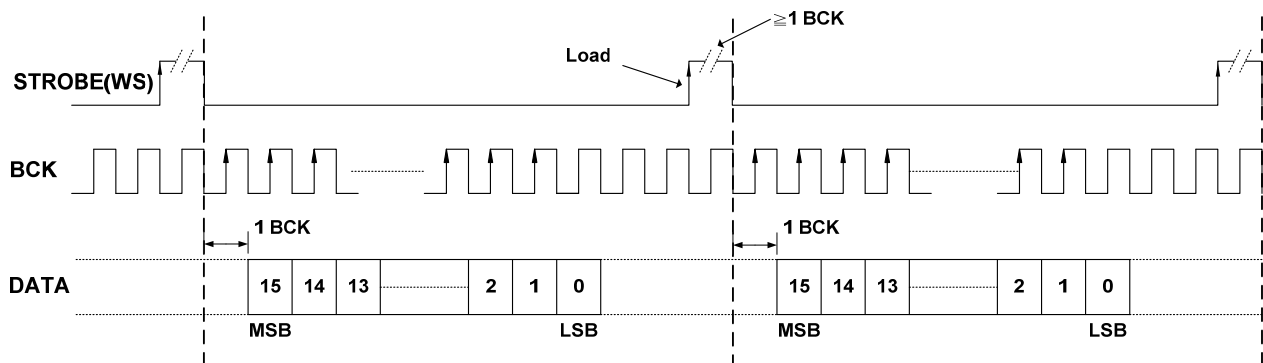 ≧1 BCK
Load
STROBE(WS)
BCK
1 BCK
1 BCK
DATA
15 14 13 2 1 0
15 14 13 2 1 0
MSB LSB
MSB LSB